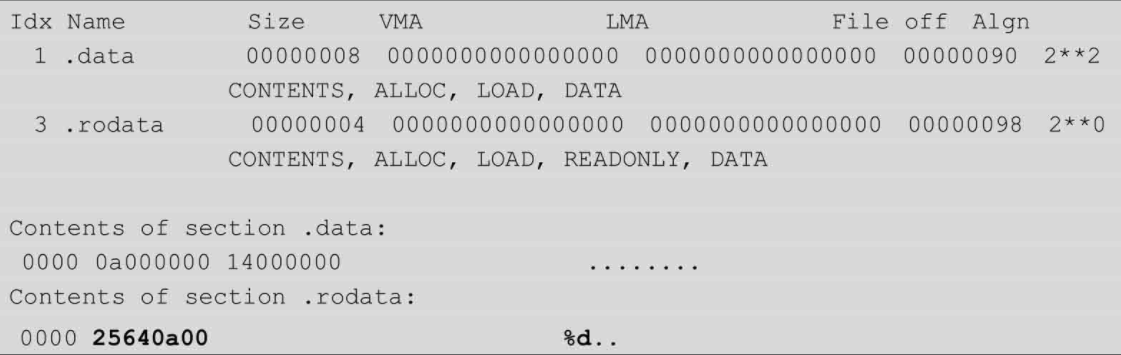 Idx Name Size VMA LMA File off Algn
1 .data 00000008 0000000000000000 0000000000000000 00000090 2**2
CONTENTS, ALLOC, LOAD, DATA
3 .rodata 00000004 0000000000000000 0000000000000000 00000098 2**0
CONTENTS, ALLOC, LOAD, READONLY, DATA
Contents of section .data:
0000 0a000000 14000000 ........
Contents of section .rodata:
0000 25640a00 %d..